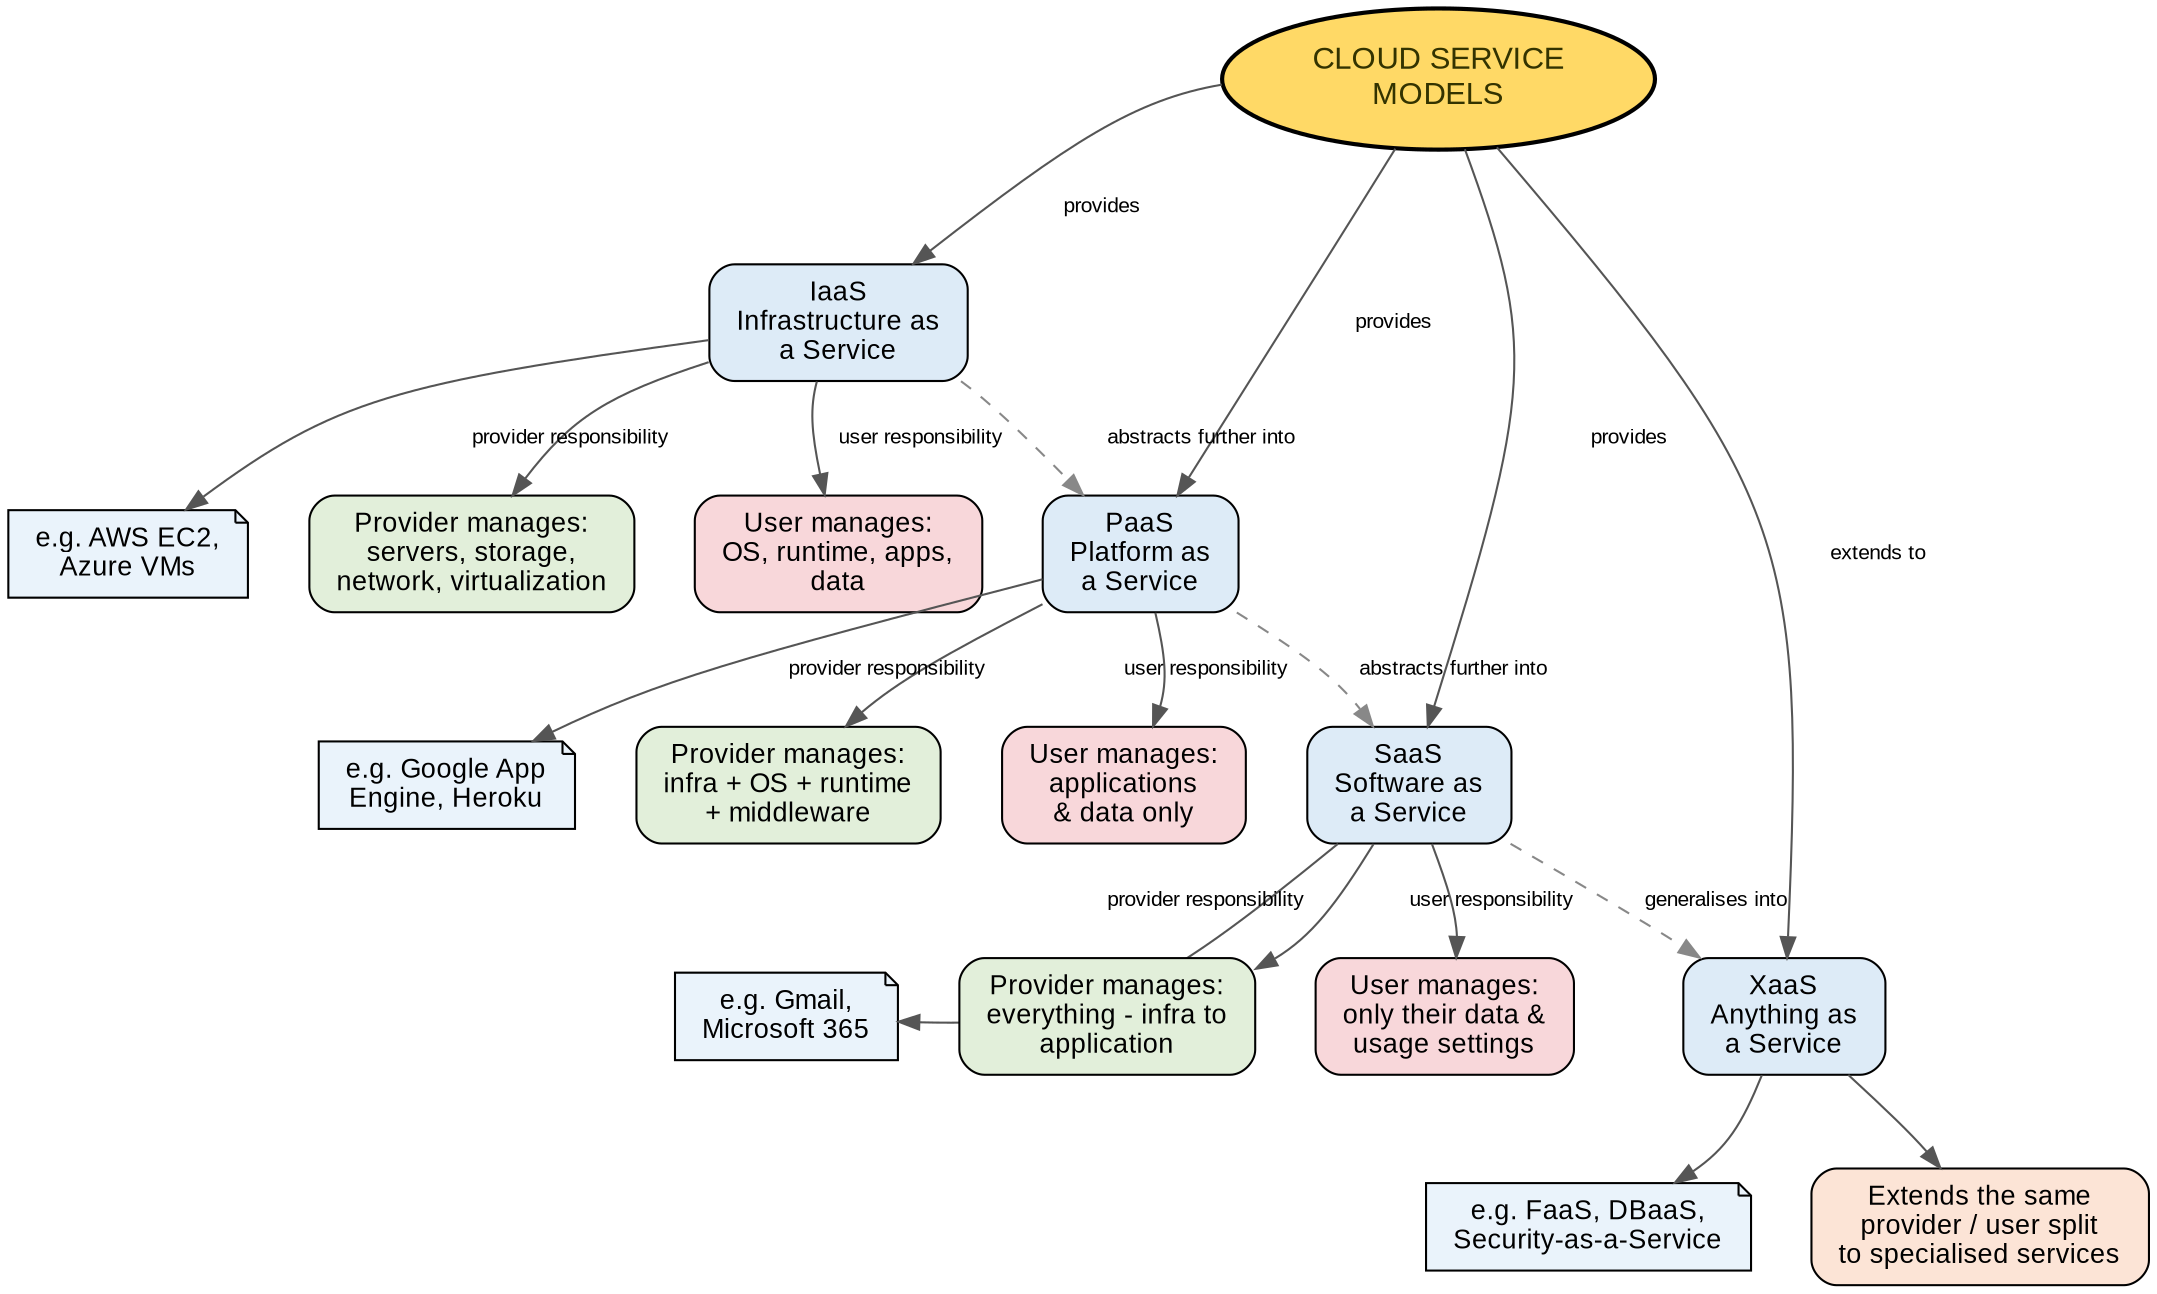 CLOUD SERVICE
MODELS
provides
IaaS
Infrastructure as
a Service
provides
provider responsibility
user responsibility
abstracts further into
provides
e.g. AWS EC2,
Azure VMs
Provider manages:
servers, storage,
network, virtualization
User manages:
OS, runtime, apps,
data
PaaS
Platform as
a Service
extends to
provider responsibility
user responsibility
abstracts further into
e.g. Google App
Engine, Heroku
Provider manages:
infra + OS + runtime
+ middleware
User manages:
applications
& data only
SaaS
Software as
a Service
provider responsibility
user responsibility
generalises into
e.g. Gmail,
Microsoft 365
Provider manages:
everything - infra to
application
User manages:
only their data &
usage settings
XaaS
Anything as
a Service
e.g. FaaS, DBaaS,
Security-as-a-Service
Extends the same
provider / user split
to specialised services